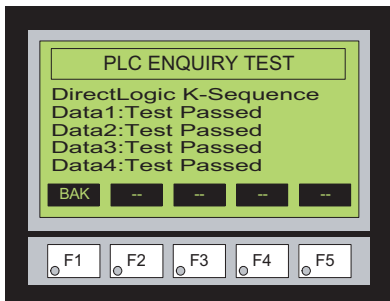 PLC ENQUIRY TEST
DirectLogic K-Sequence
Data1:Test Passed
Data2:Test Passed
Data3:Test Passed
Data4:Test Passed
BAK -- -- -- --
F1 F2 F3 F4 F5